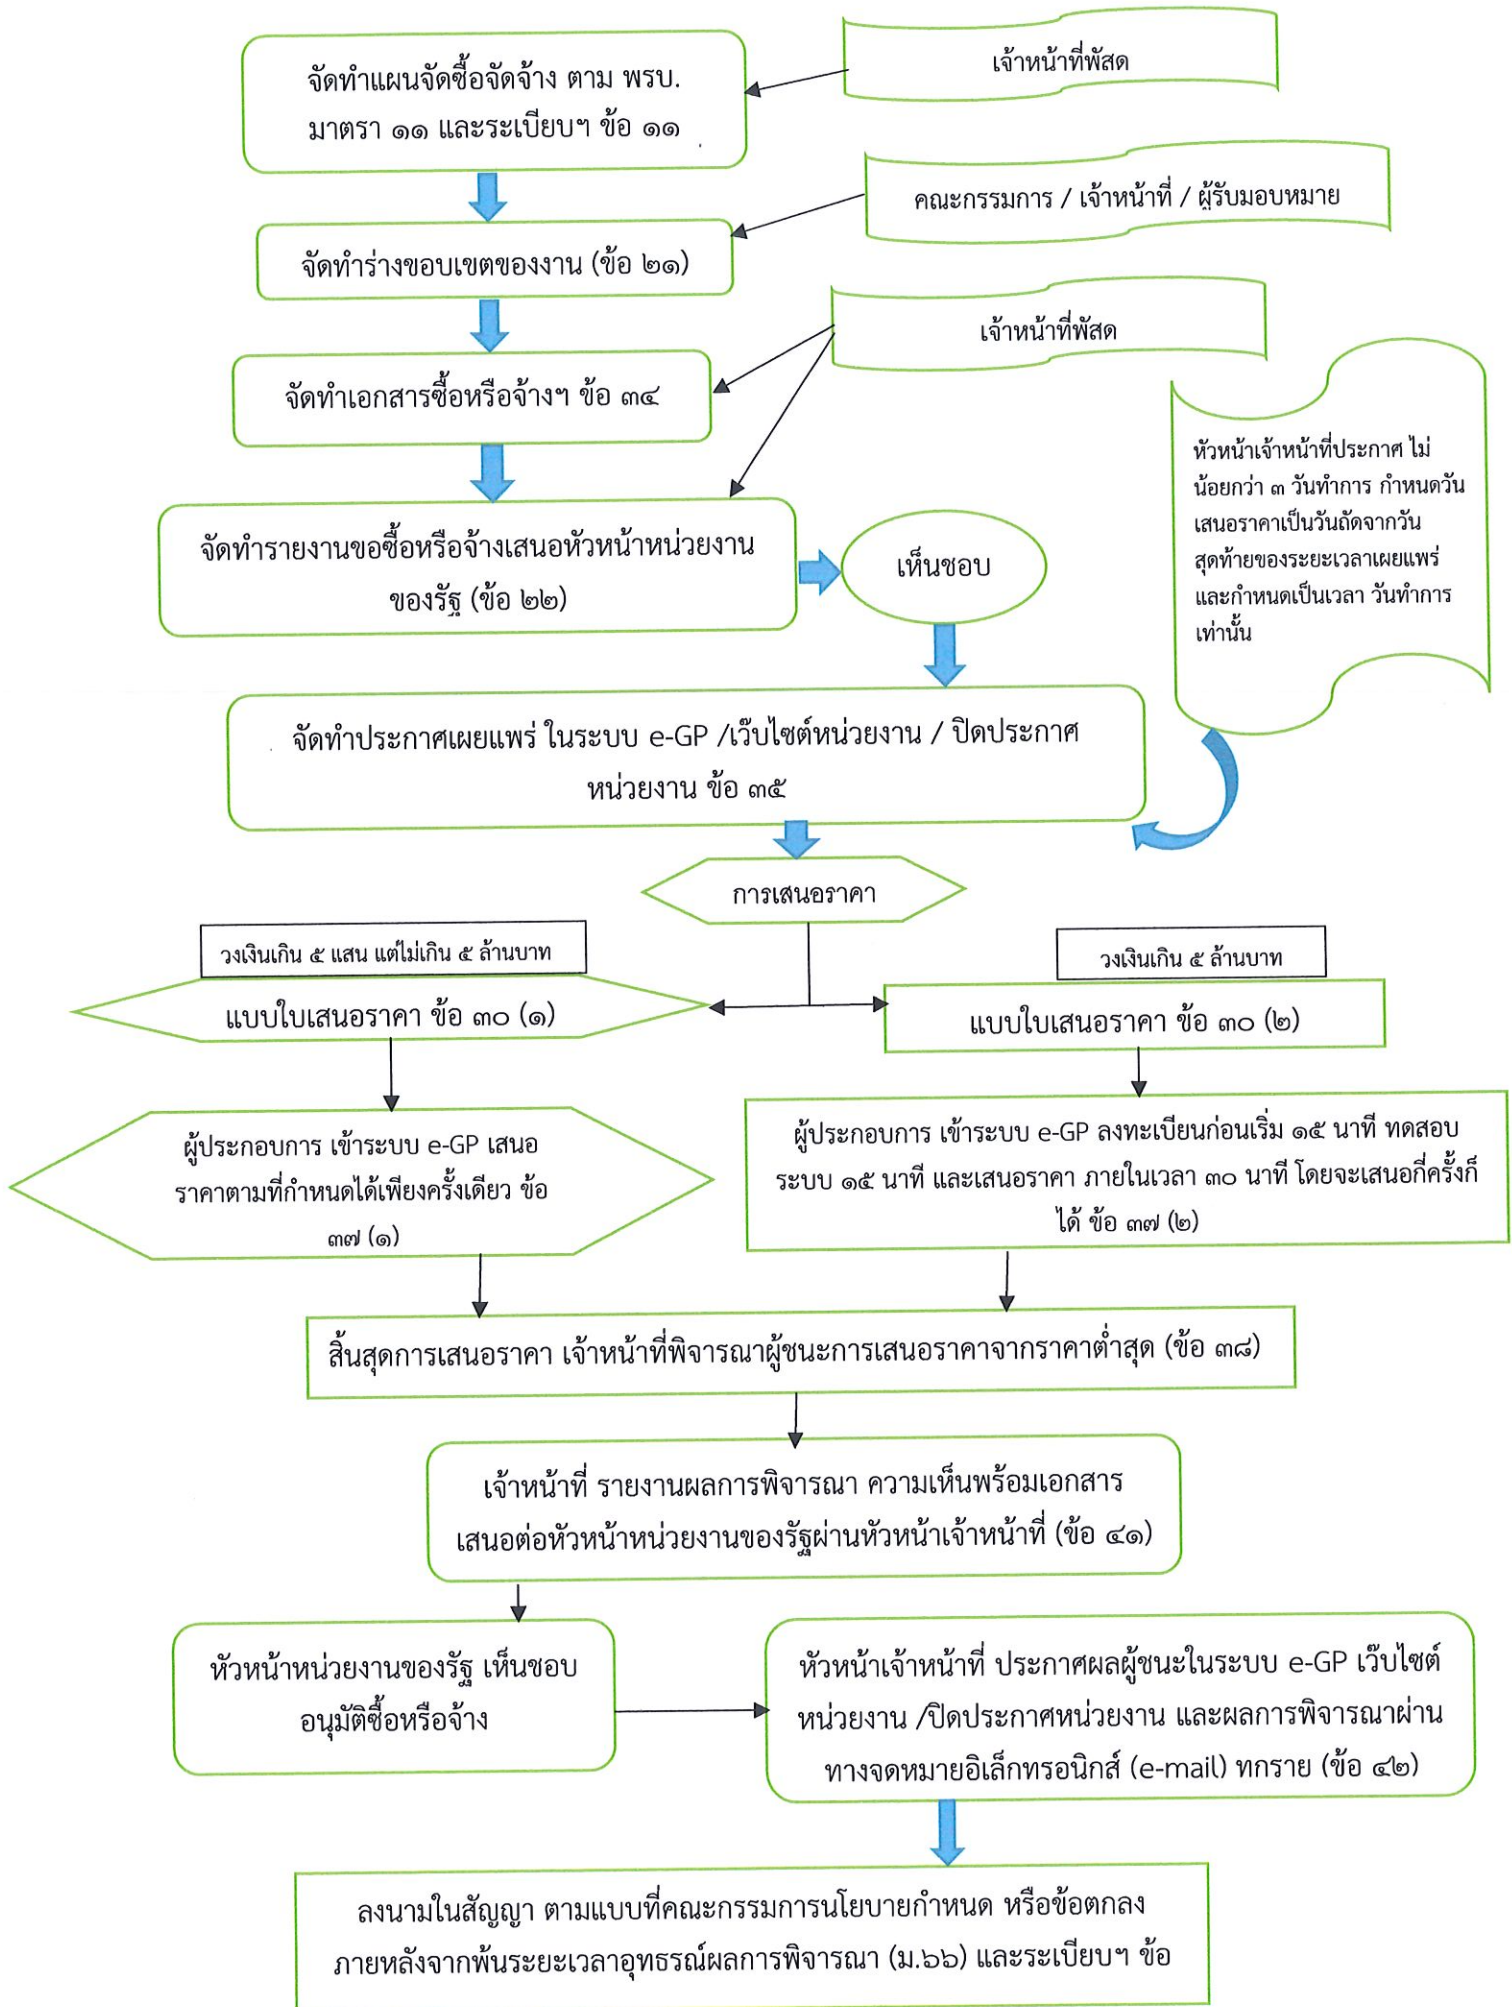 จัดทำแผนจัดซื้อจัดจ้าง ตาม พรบ.
มาตรา ๑๑ และระเบียบฯ ข้อ ๑๑
เจ้าหน้าที่พัสด
คณะกรรมการ / เจ้าหน้าที่ / ผู้รับมอบหมาย
จัดทำร่างขอบเขตของงาน (ข้อ ๒๑)
เจ้าหน้าที่พัสด
จัดทำเอกสารซื้อหรือจ้างฯ ข้อ ๓๔
หัวหน้าเจ้าหน้าที่ประกาศ ไม่
น้อยกว่า ๓ วันทำการ กำหนดวัน
เสนอราคาเป็นวันถัดจากวัน
สุดท้ายของระยะเวลาเผยแพร่
และกำหนดเป็นเวลา วันทำการ
เท่านั้น
จัดทำรายงานขอซื้อหรือจ้างเสนอหัวหน้าหน่วยงาน
ของรัฐ (ข้อ ๒๒)
เห็นชอบ
จัดทำประกาศเผยแพร่ ในระบบ e-GP /เว็บไซต์หน่วยงาน / ปิดประกาศ
หน่วยงาน ข้อ ๓๕
การเสนอราคา
วงเงินเกิน ๕ แสน แต่ไม่เกิน ๕ ล้านบาท
วงเงินเกิน ๕ ล้านบาท
แบบใบเสนอราคา ข้อ ๓๐ (๑)
แบบใบเสนอราคา ข้อ ๓๐ (๒)
ผู้ประกอบการ เข้าระบบ e-GP เสนอ
ราคาตามที่กำหนดได้เพียงครั้งเดียว ข้อ
๓๗ (๑)
ผู้ประกอบการ เข้าระบบ e-GP ลงทะเบียนก่อนเริ่ม ๑๕ นาที ทดสอบ
ระบบ ๑๕ นาที และเสนอราคา ภายในเวลา ๓๐ นาที โดยจะเสนอกี่ครั้งก็
ได้ ข้อ ๓๗ (๒)
สิ้นสุดการเสนอราคา เจ้าหน้าที่พิจารณาผู้ชนะการเสนอราคาจากราคาต่ำสุด (ข้อ ๓๘)
เจ้าหน้าที่ รายงานผลการพิจารณา ความเห็นพร้อมเอกสาร
เสนอต่อหัวหน้าหน่วยงานของรัฐผ่านหัวหน้าเจ้าหน้าที่ (ข้อ ๔๑)
หัวหน้าหน่วยงานของรัฐ เห็นชอบ
อนุมัติซื้อหรือจ้าง
หัวหน้าเจ้าหน้าที่ ประกาศผลผู้ชนะในระบบ e-GP เว็บไซต์
หน่วยงาน /ปิดประกาศหน่วยงาน และผลการพิจารณาผ่าน
ทางจดหมายอิเล็กทรอนิกส์ (e-mail) ทกราย (ข้อ ๔๒)
ลงนามในสัญญา ตามแบบที่คณะกรรมการนโยบายกำหนด หรือข้อตกลง
ภายหลังจากพ้นระยะเวลาอุทธรณ์ผลการพิจารณา (ม.๖๖) และระเบียบฯ ข้อ